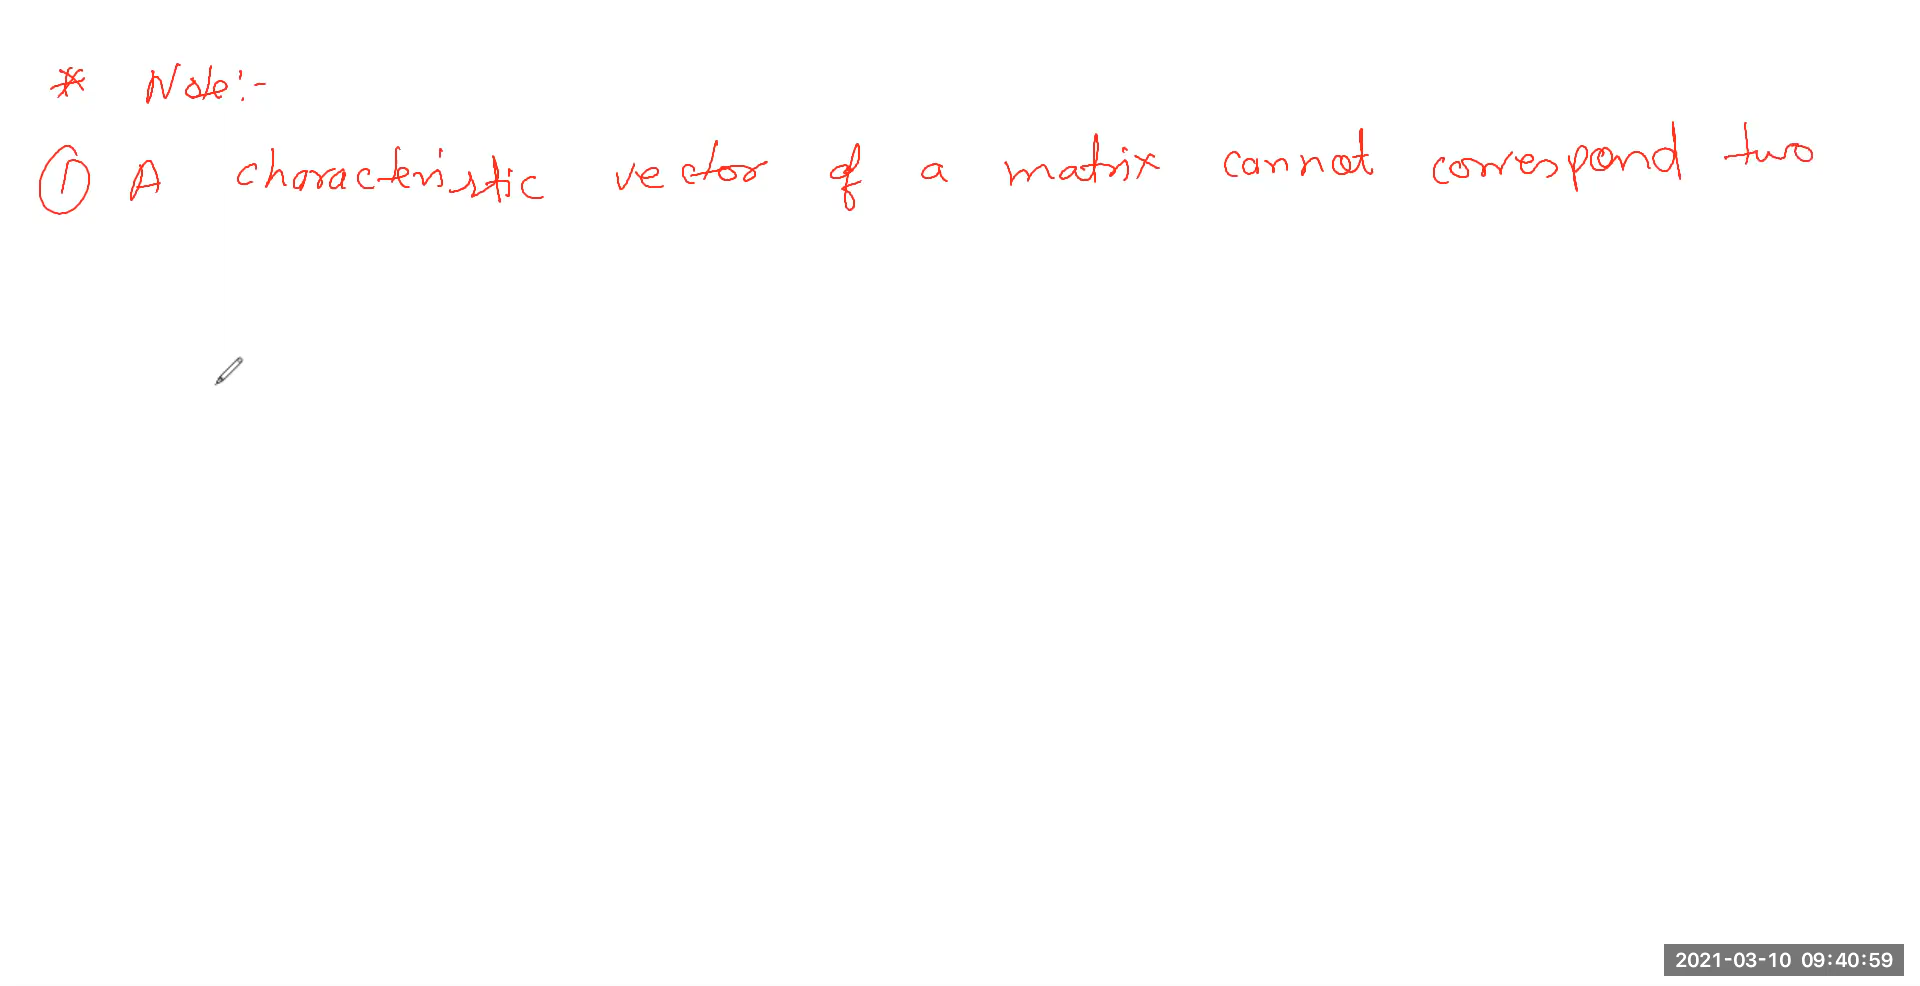 * Note:-
① A characteristic vector of a matrix cannot correspond two
2021-03-10 09:40:59